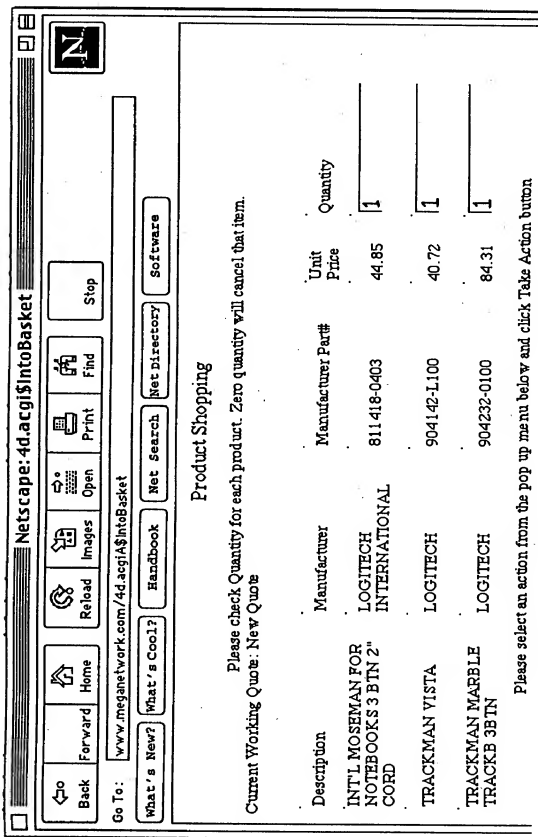 Netscape: 4d.acgi$IntoBasket
Back Forward Home Reload Images Open Print Find Stop
N
Go To: www.meganetwork.com/4d.acgiA$IntoBasket
What's New? What's Cool? Handbook Net Search Net Directory Software
Product Shopping
Please check Quantity for each product. Zero quantity will cancel that item.
Current Working Quote: New Quote
Description Manufacturer Manufacturer Part# Unit Price Quantity
INT'L MOSEMAN FOR LOGITECH 811418-0403 44.85 1
NOTEBOOKS 3 BTN 2" INTERNATIONAL
CORD
TRACKMAN VISTA LOGITECH 904142-L100 40.72 1
TRACKMAN MARBLE LOGITECH 904232-0100 84.31 1
TRACKB 3BTN
Please select an action from the pop up menu below and click Take Action button